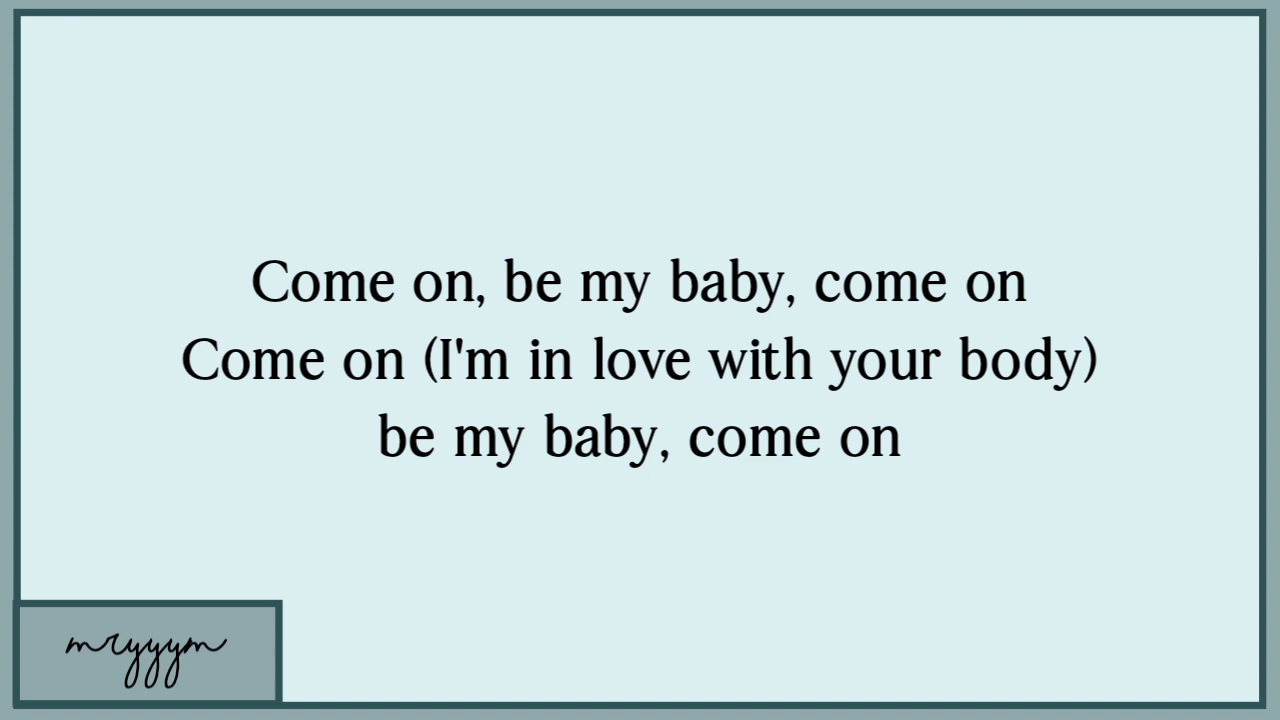 Come on, be my baby, come on
Come on (I'm in love with your body)
be my baby, come on
mryyym